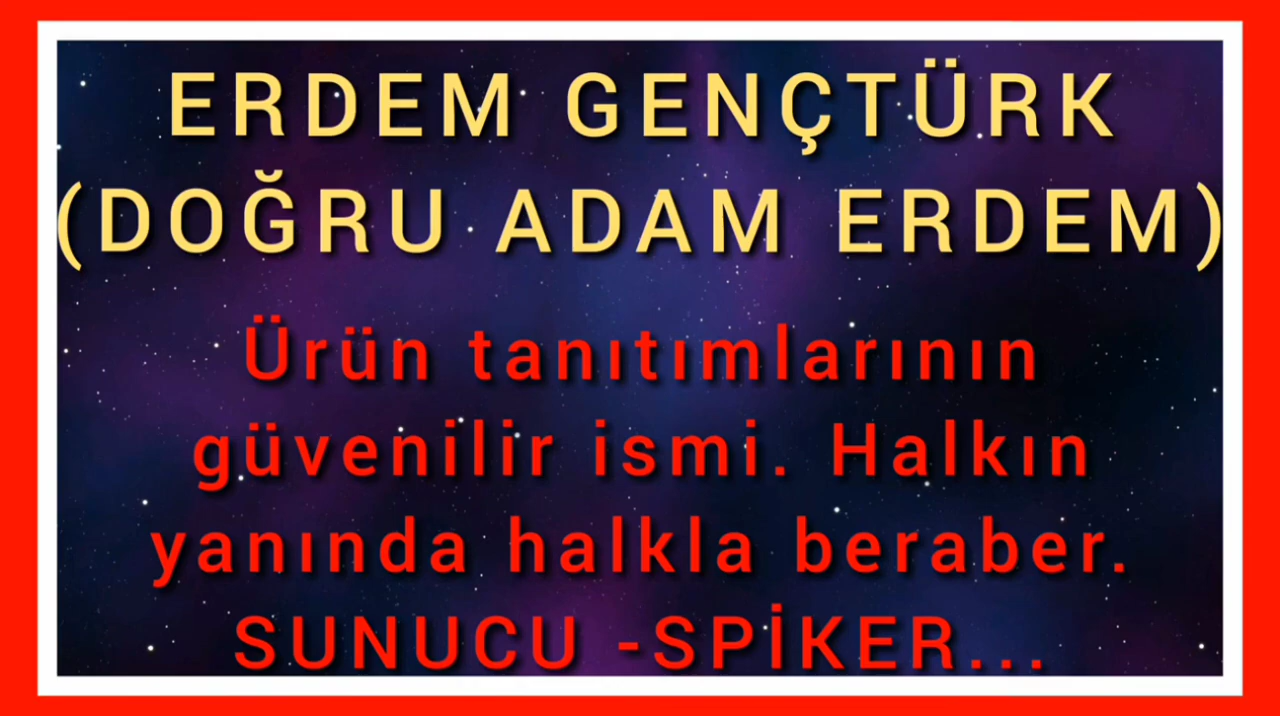 ERDEM GENÇTÜRK
(DOĞRU ADAM ERDEM)
Ürün tanıtımlarının
güvenilir ismi. Halkın
yanında halkla beraber.
SUNUCU -SPİKER...